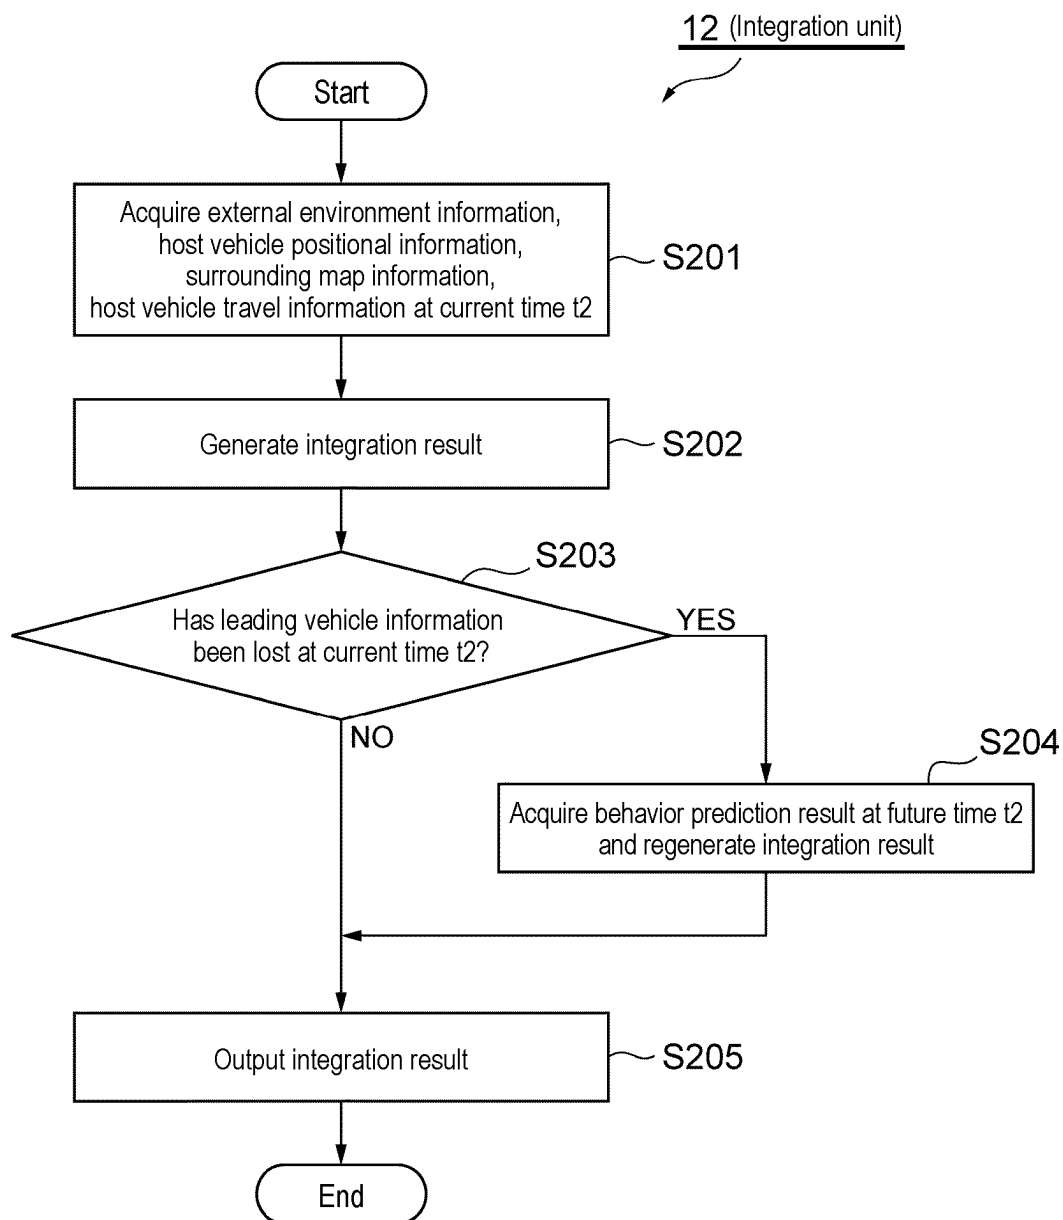 12 (Integration unit)
Start
Acquire external environment information,
host vehicle positional information,
surrounding map information,
host vehicle travel information at current time t2
S201
Generate integration result
S202
S203
Has leading vehicle information
been lost at current time t2?
YES
NO
S204
Acquire behavior prediction result at future time t2
and regenerate integration result
Output integration result
S205
End